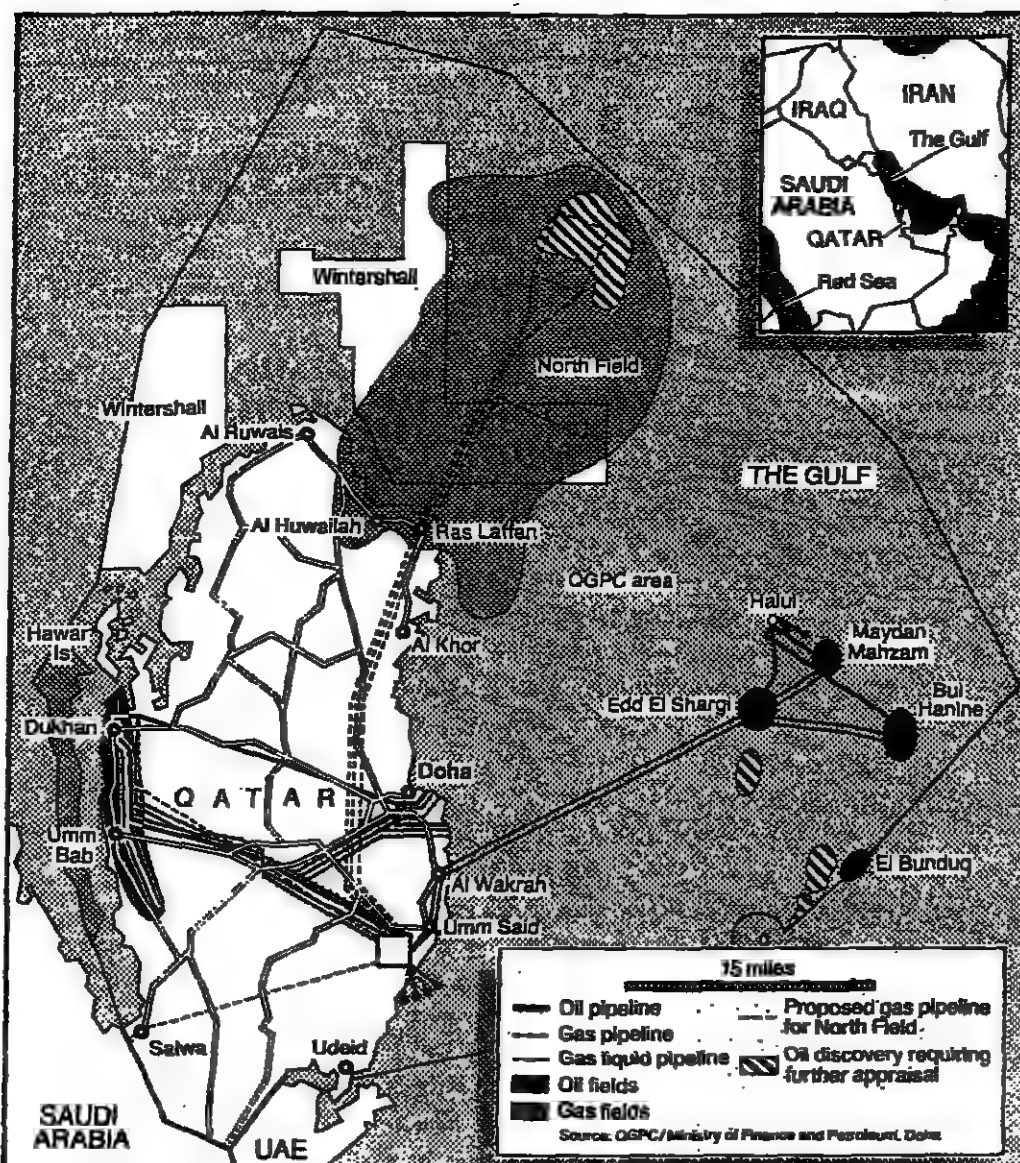 IRAQ
IRAN
The Gulf
SAUDI
ARABIA
QATAR
Red Sea
Wintershall
North Field
Wintershall
Al Ruwais
THE GULF
Al Huwailah
Ras Laffan
QGPC area
Halul
Hawar
Is
Al Khor
Maydan
Mahzam
Edd El Shargi
Bul
Hanine
Dukhan
Doha
QATAR
Umm
Bab
El Bunduq
Al Wakrah
Umm Said
Salwa
Udeid
SAUDI
ARABIA
UAE
15 miles
Oil pipeline
Gas pipeline
Gas liquid pipeline
Oil fields
Gas fields
Proposed gas pipeline
for North Field
Oil discovery requiring
further appraisal
Source: QGPC/Ministry of Finance and Petroleum, Doha